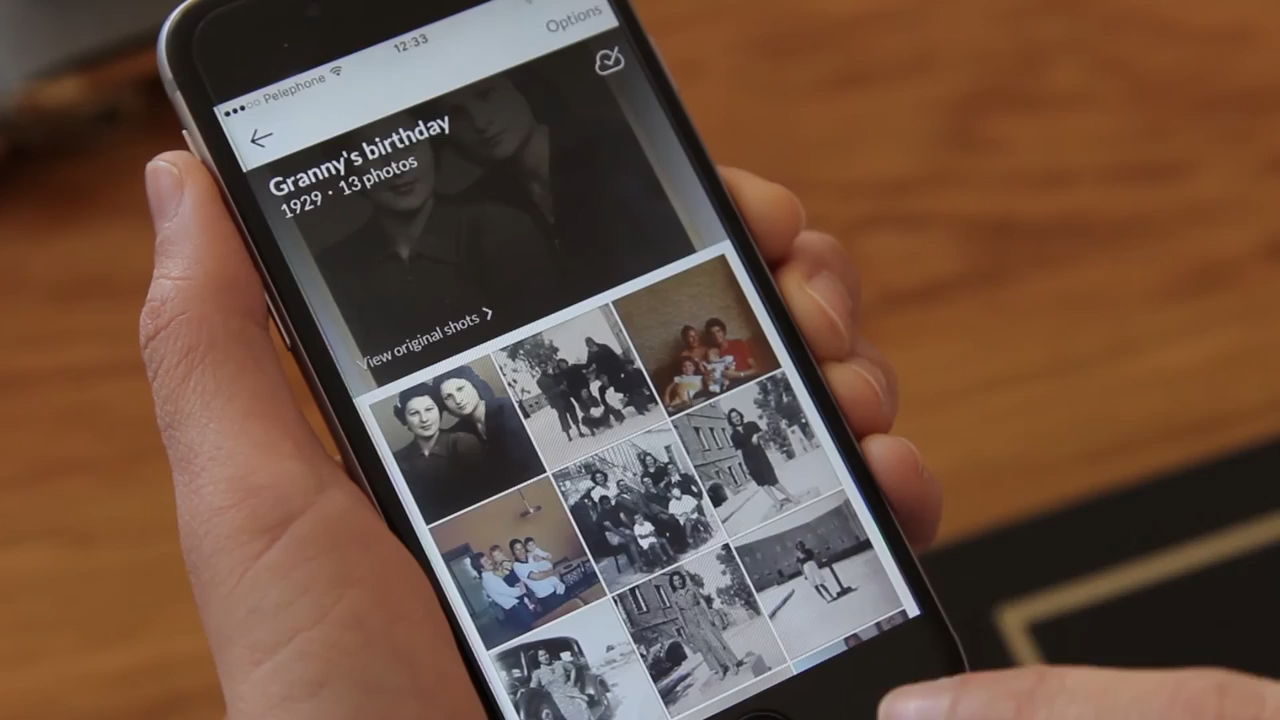 Pelephone 12:33
Options
Granny's birthday
1929 · 13 photos
View original shots